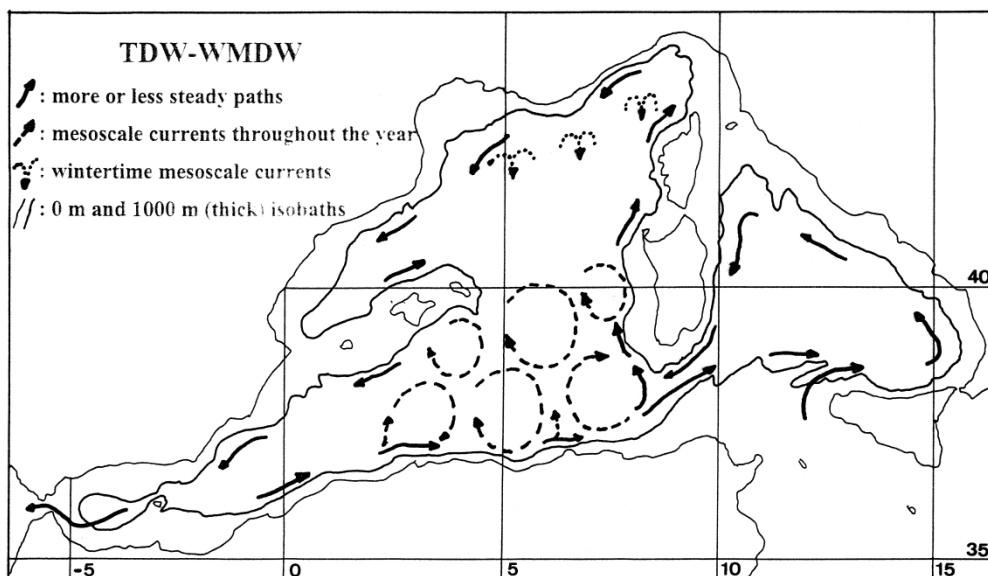 TDW-WMDW
: more or less steady paths
: mesoscale currents throughout the year
: wintertime mesoscale currents
: 0 m and 1000 m (thick) isobaths
40
35
-5 0 5 10 15